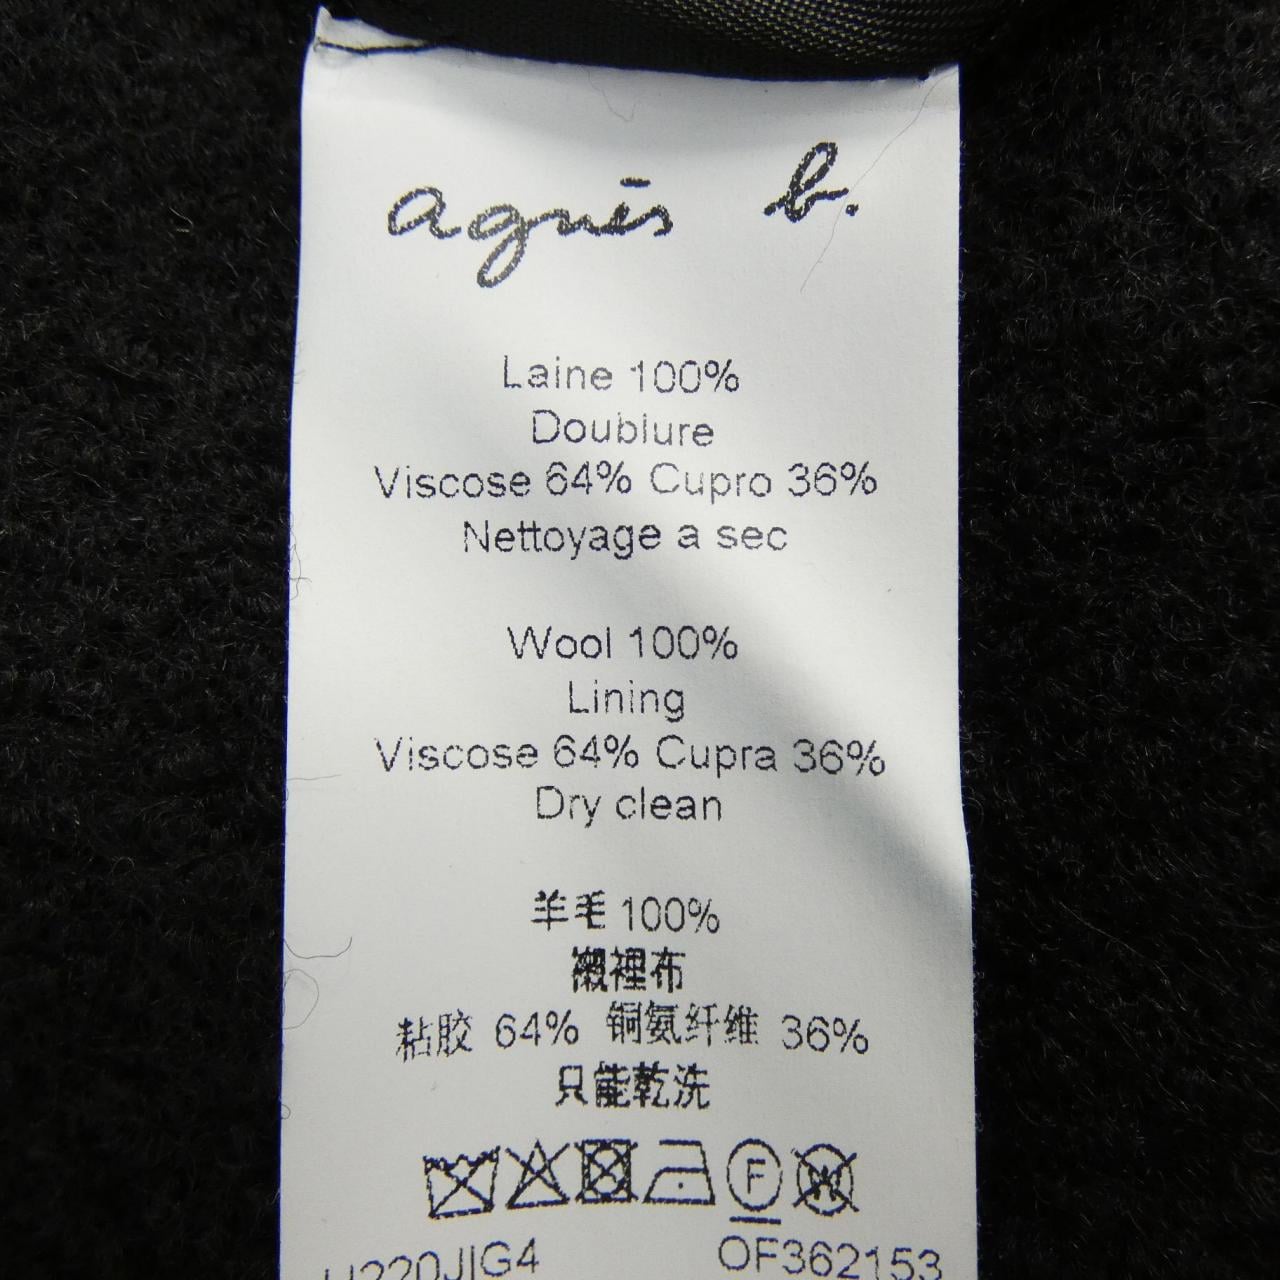 agnès b.
Laine 100%
Doublure
Viscose 64% Cupro 36%
Nettoyage a sec
Wool 100%
Lining
Viscose 64% Cupra 36%
Dry clean
羊毛 100%
襯裡布
粘胶 64% 铜氨纤维 36%
只能乾洗
F W
OF362153